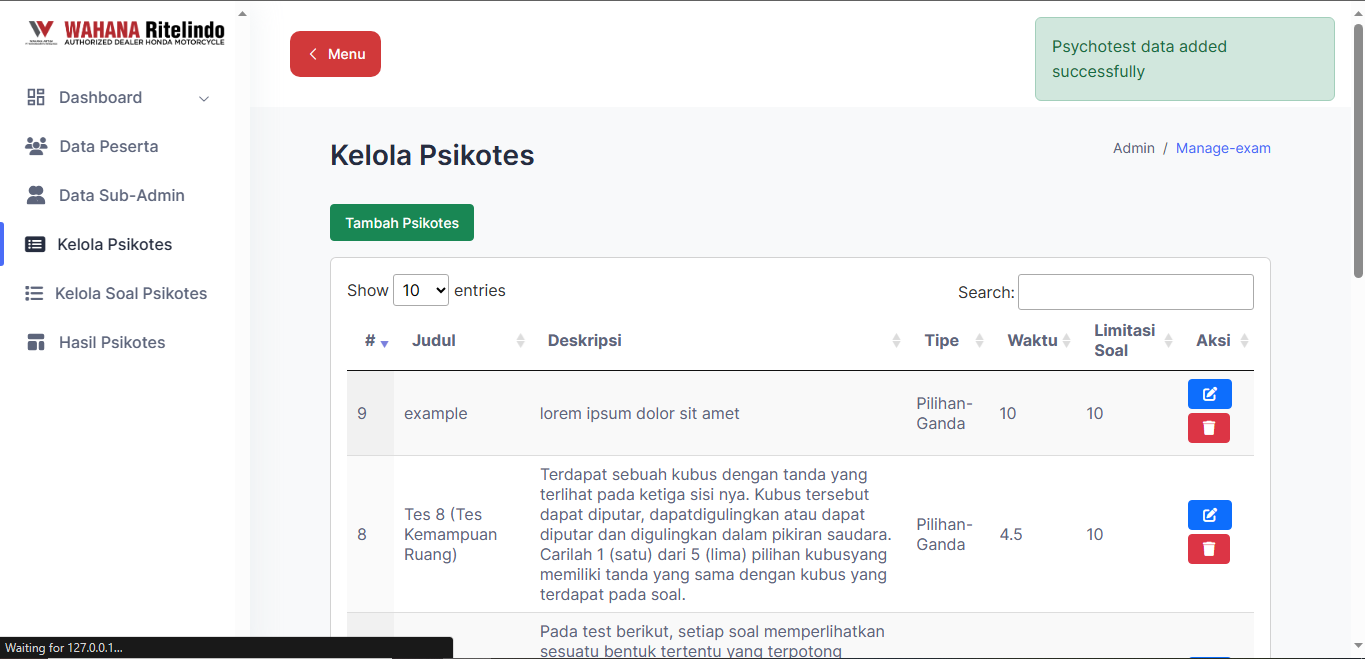 WAHANA Ritelindo
AUTHORIZED DEALER HONDA MOTORCYCLE
Menu
Psychotest data added
successfully
Dashboard
Data Peserta
Data Sub-Admin
Kelola Psikotes
Kelola Soal Psikotes
Hasil Psikotes
Kelola Psikotes
Admin / Manage-exam
Tambah Psikotes
Show 10 entries
Search:
# Judul Deskripsi Tipe Waktu Limitasi Soal Aksi
9 example lorem ipsum dolor sit amet Pilihan-Ganda 10 10
Terdapat sebuah kubus dengan tanda yang
terlihat pada ketiga sisi nya. Kubus tersebut
dapat diputar, dapatdigulingkan atau dapat
diputar dan digulingkan dalam pikiran saudara.
Carilah 1 (satu) dari 5 (lima) pilihan kubusyang
memiliki tanda yang sama dengan kubus yang
terdapat pada soal.
8
Tes 8 (Tes
Kemampuan
Ruang)
Pilihan-
Ganda
4.5
10
Pada test berikut, setiap soal memperlihatkan
sesuatu bentuk tertentu yang terpotong
Waiting for 127.0.0.1...